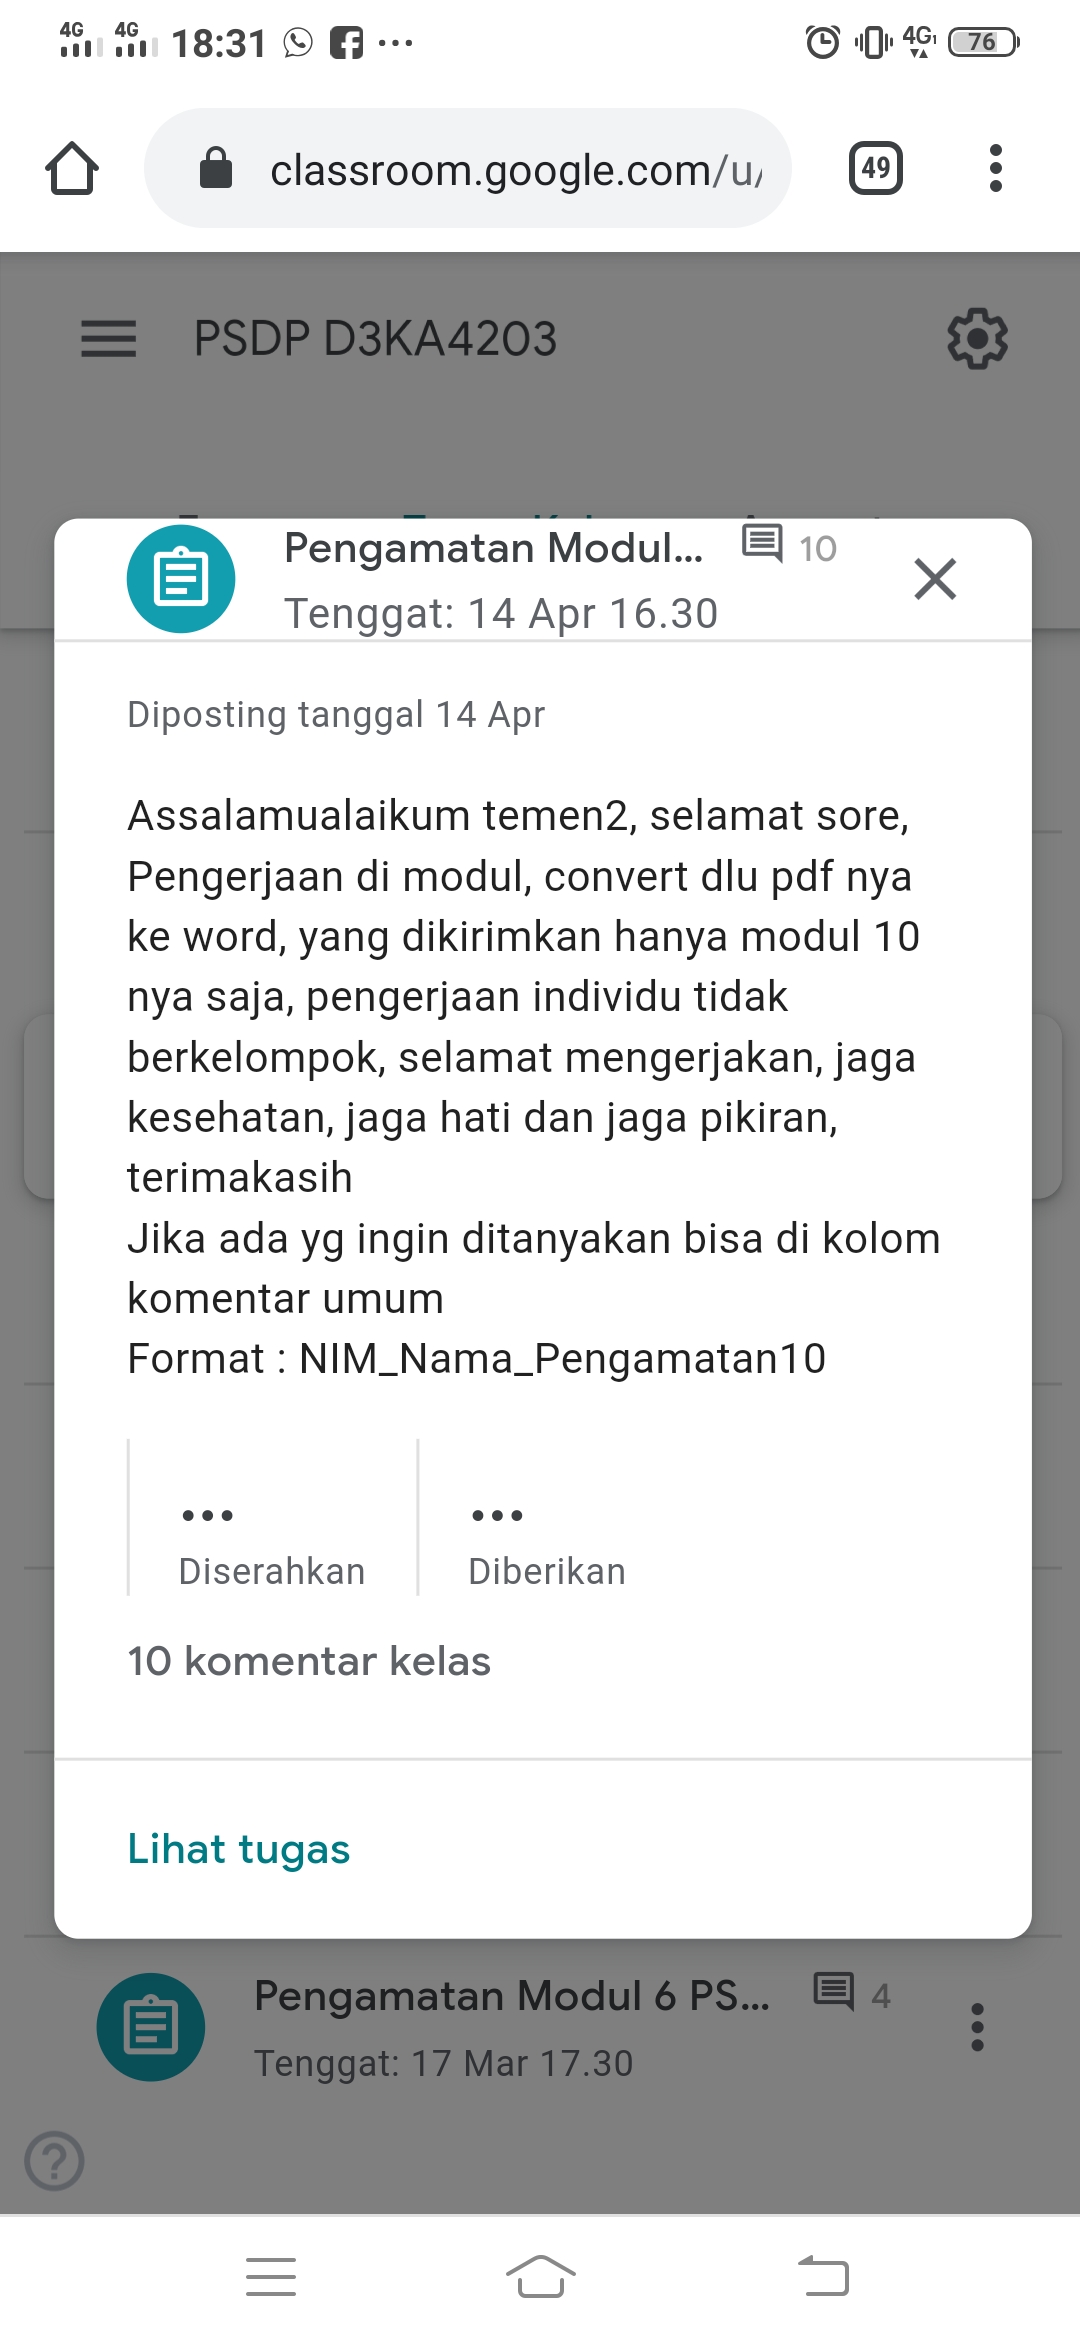 4G 4G 18:31 4G 76
classroom.google.com/u/ 49
PSDP D3KA4203
Pengamatan Modul... 10
Tenggat: 14 Apr 16.30
Diposting tanggal 14 Apr
Assalamualaikum temen2, selamat sore,
Pengerjaan di modul, convert dlu pdf nya
ke word, yang dikirimkan hanya modul 10
nya saja, pengerjaan individu tidak
berkelompok, selamat mengerjakan, jaga
kesehatan, jaga hati dan jaga pikiran,
terimakasih
Jika ada yg ingin ditanyakan bisa di kolom
komentar umum
Format : NIM_Nama_Pengamatan10
... ...
Diserahkan Diberikan
10 komentar kelas
Lihat tugas
Pengamatan Modul 6 PS... 4
Tenggat: 17 Mar 17.30